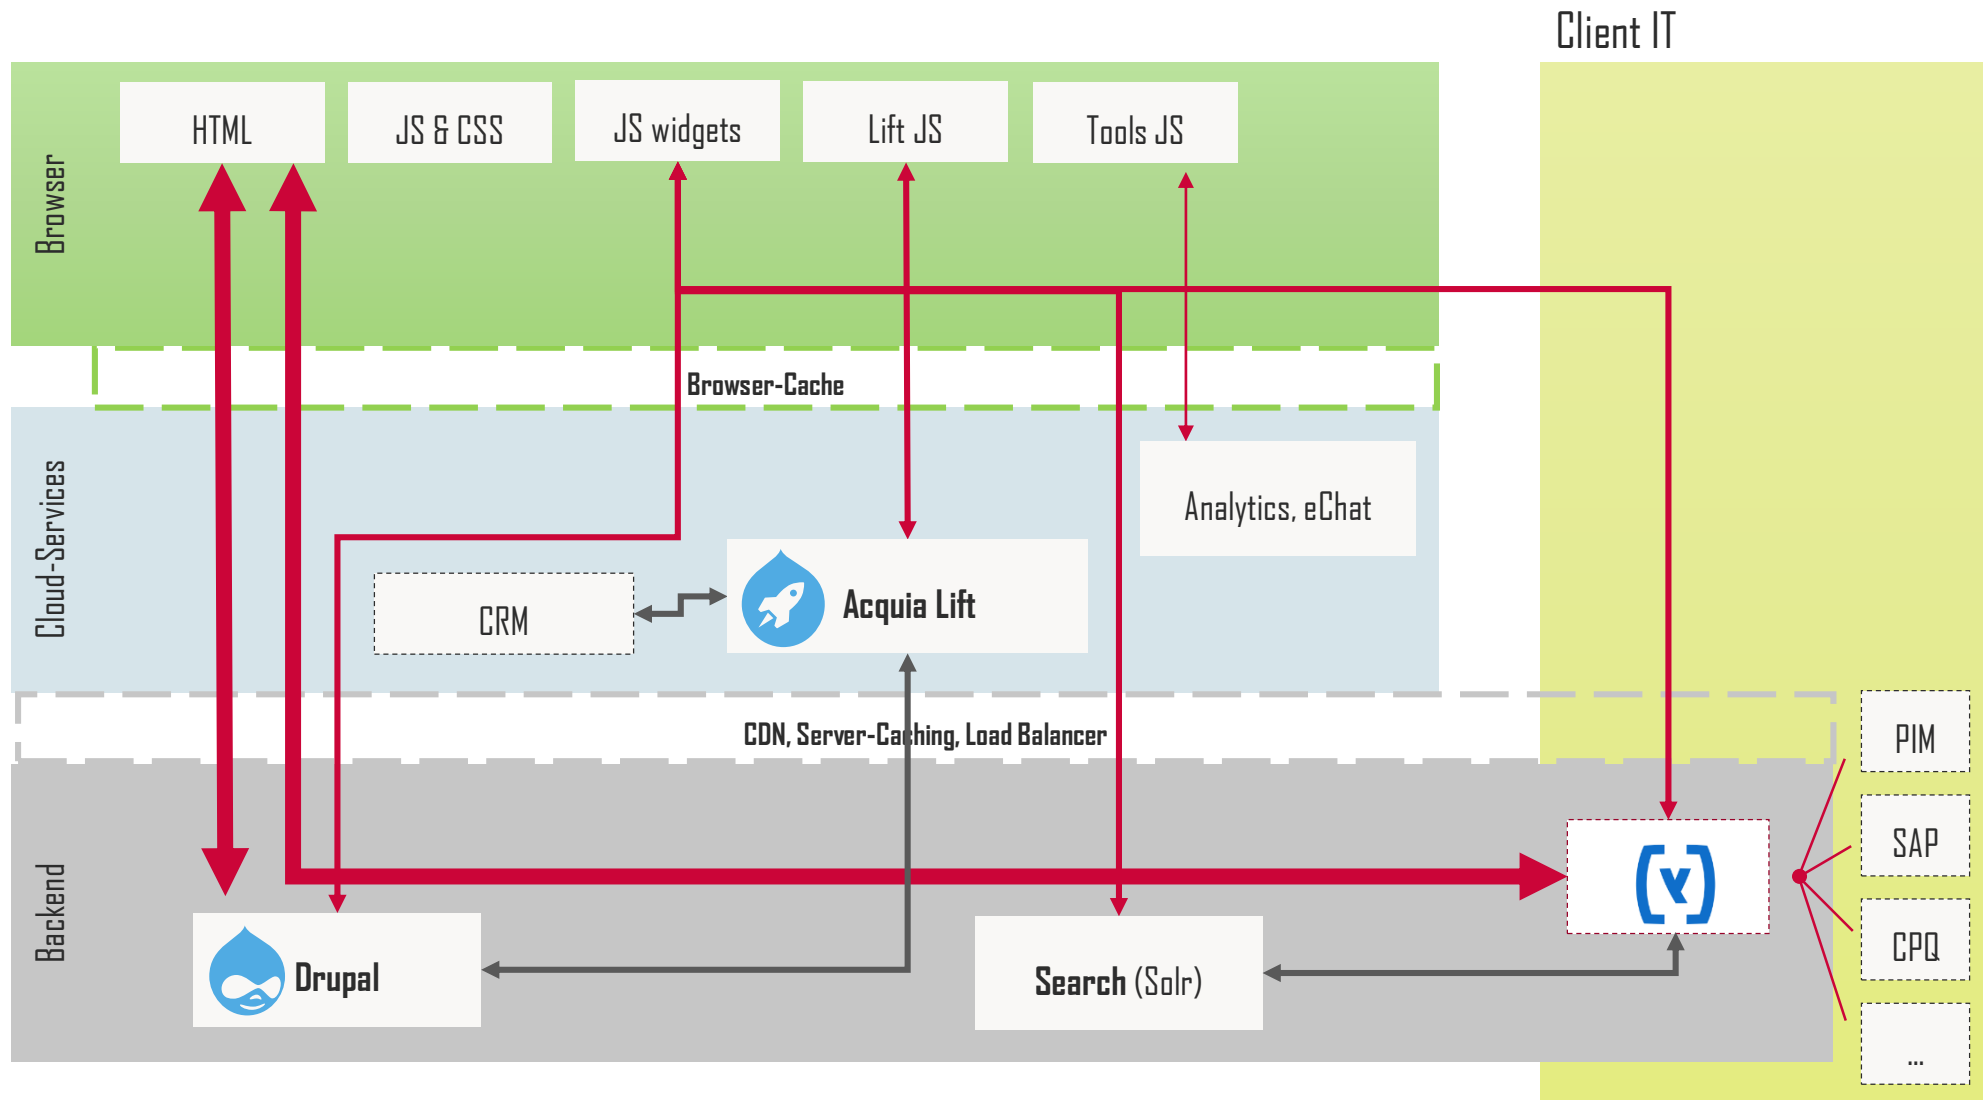 Client IT
HTML
JS & CSS
JS widgets
Lift JS
Tools JS
Browser
Browser-Cache
Cloud-Services
Analytics, eChat
CRM
Acquia Lift
CDN, Server-Caching, Load Balancer
PIM
SAP
CPQ
...
Backend
Drupal
Search (Solr)